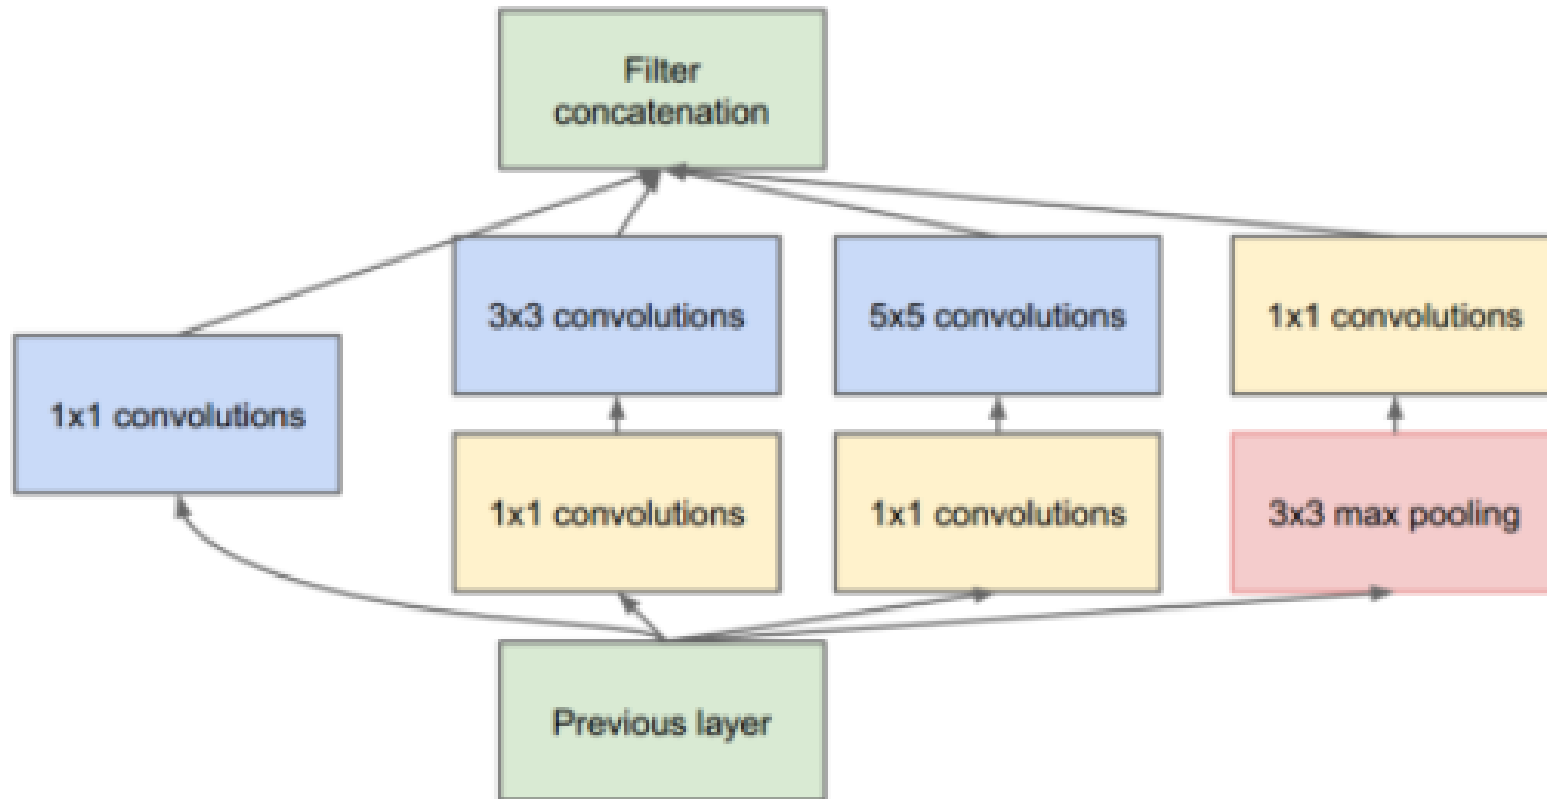 Filter
concatenation
3x3 convolutions
5x5 convolutions
1x1 convolutions
1x1 convolutions
1x1 convolutions
1x1 convolutions
3x3 max pooling
Previous layer